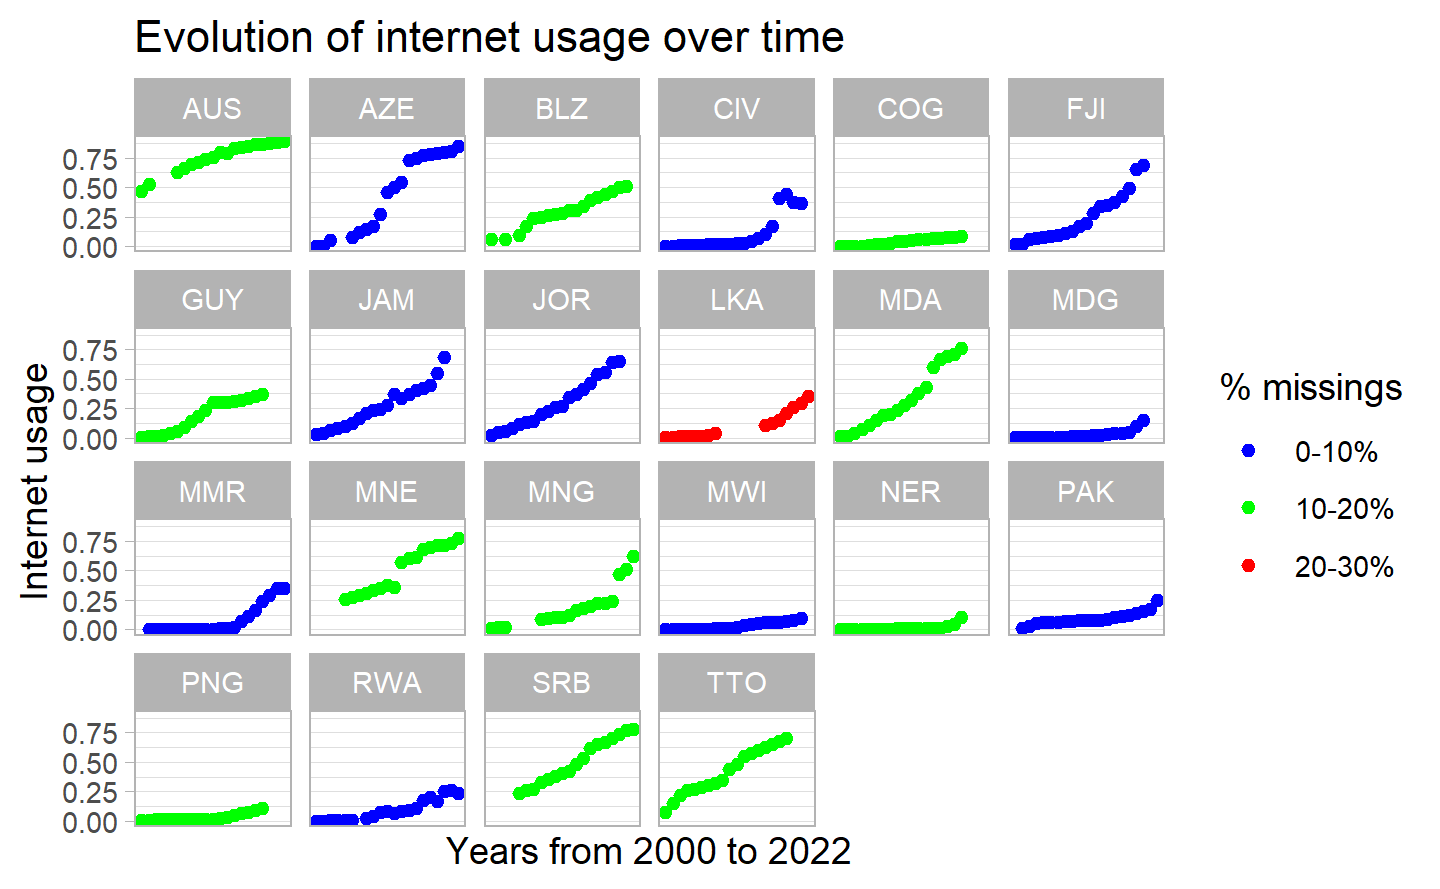 Evolution of internet usage over time
AUS AZE BLZ CIV COG FJI
0.75
0.50
0.25
0.00
GUY JAM JOR LKA MDA MDG
0.75
0.50
0.25
0.00
MMR MNE MNG MWI NER PAK
0.75
0.50
0.25
0.00
PNG RWA SRB TTO
0.75
0.50
0.25
0.00
Internet usage
Years from 2000 to 2022
% missings
0-10%
10-20%
20-30%